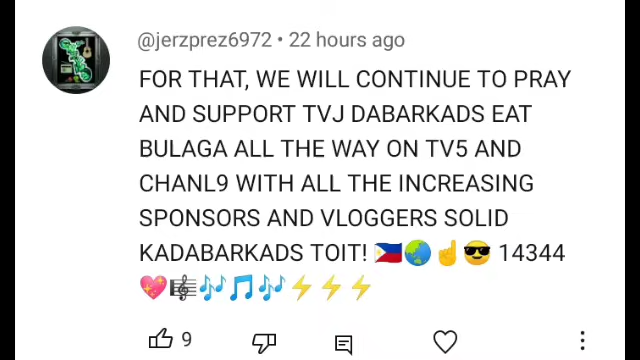 @jerzprez6972 • 22 hours ago
FOR THAT, WE WILL CONTINUE TO PRAY
AND SUPPORT TVJ DABARKADS EAT
BULAGA ALL THE WAY ON TV5 AND
CHANL9 WITH ALL THE INCREASING
SPONSORS AND VLOGGERS SOLID
KADABARKADS TOIT! 🇵🇭🌏☝️😎 14344
💖🎼🎶🎵🎶⚡⚡⚡
9